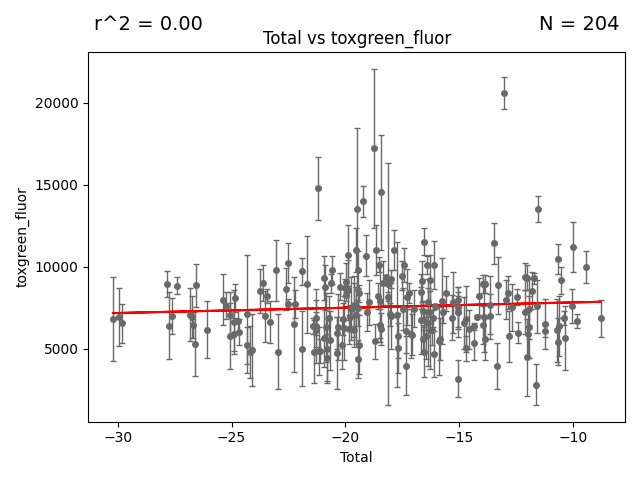 r^2 = 0.00
N = 204
Total vs toxgreen_fluor
20000
15000
10000
5000
toxgreen_fluor
−30
−25
−20
−15
−10
Total